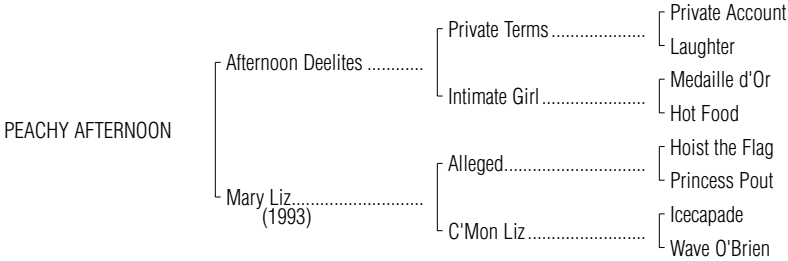 Private Account
Private Terms.....................
Laughter
Afternoon Deelites ............
Medaille d'Or
Intimate Girl.......................
Hot Food
PEACHY AFTERNOON
Hoist the Flag
Alleged................................
Princess Pout
Mary Liz..............................
(1993)
Icecapade
C'Mon Liz...........................
Wave O'Brien